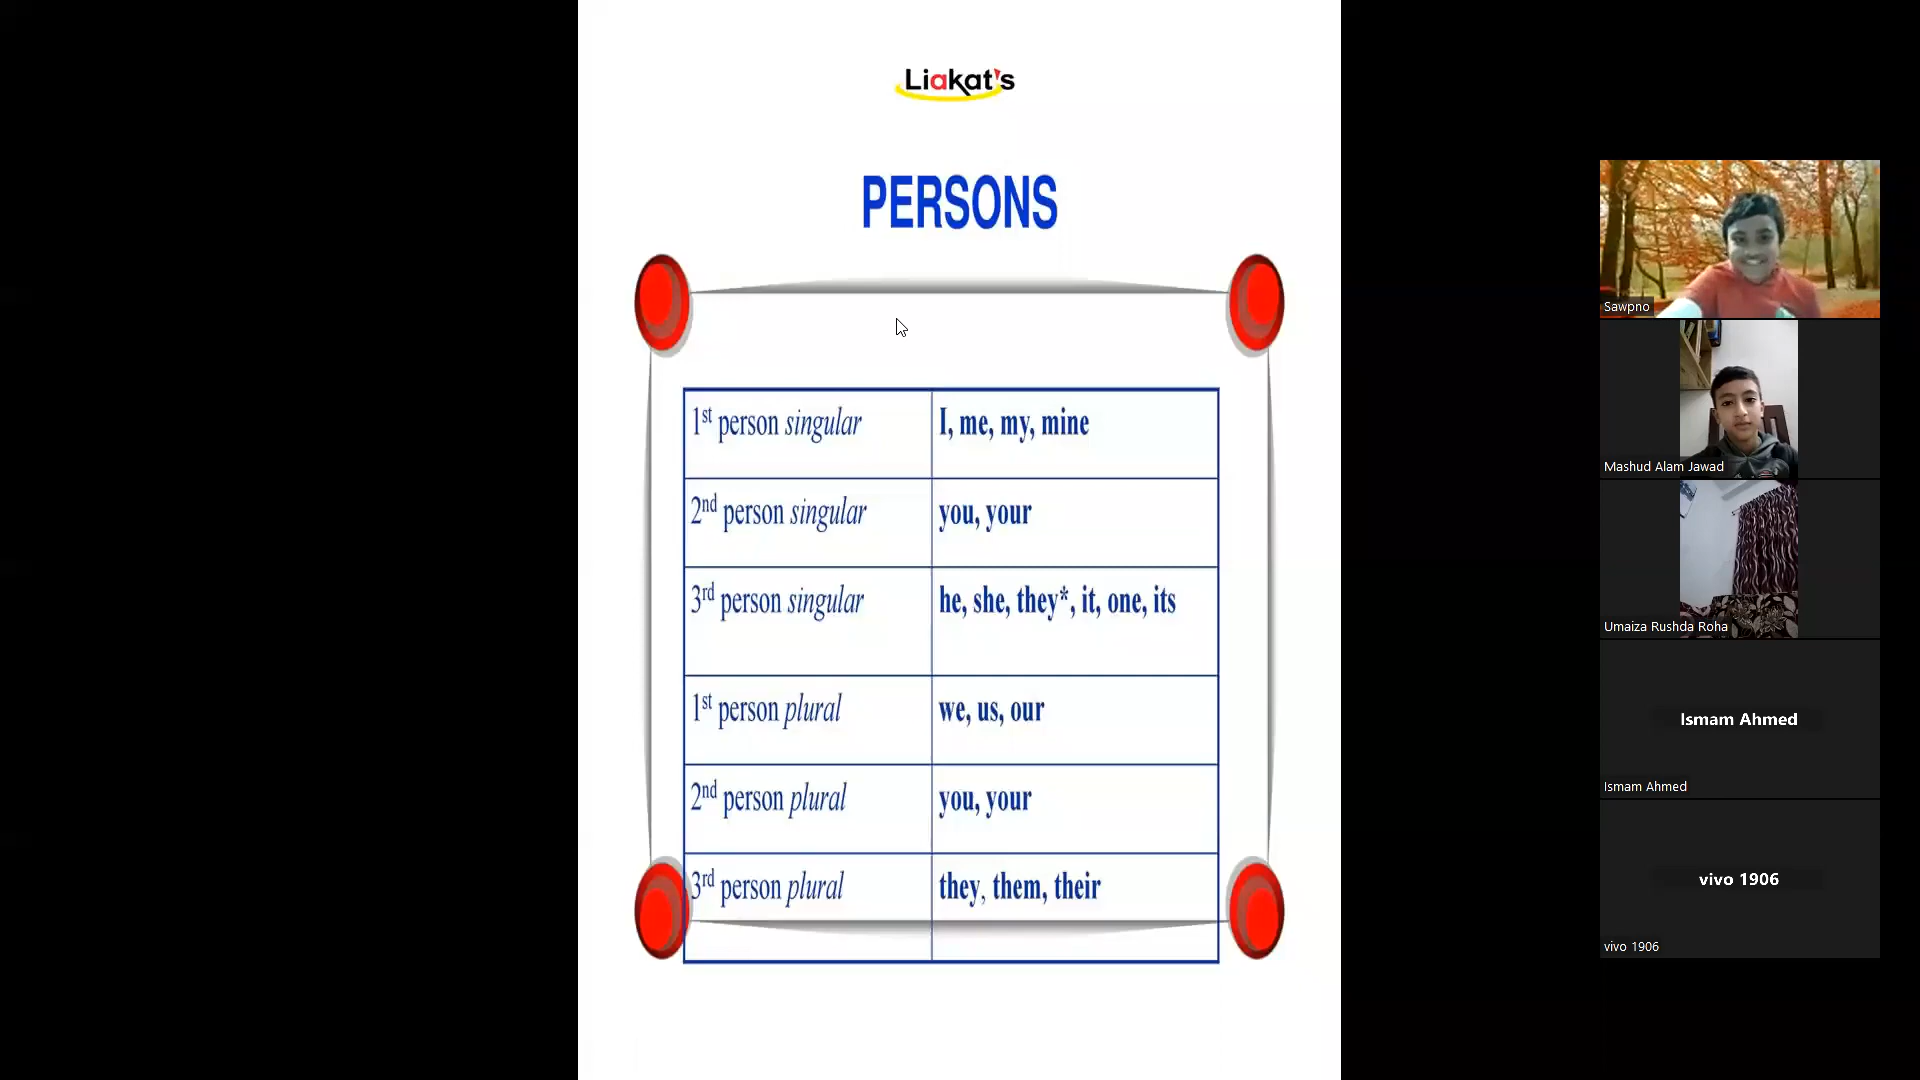 Liakat's
PERSONS
1st person singular I, me, my, mine
2nd person singular you, your
3rd person singular he, she, they*, it, one, its
1st person plural we, us, our
2nd person plural you, your
3rd person plural they, them, their
Sawpno
Mashud Alam Jawad
Umaiza Rushda Roha
Ismam Ahmed
Ismam Ahmed
vivo 1906
vivo 1906